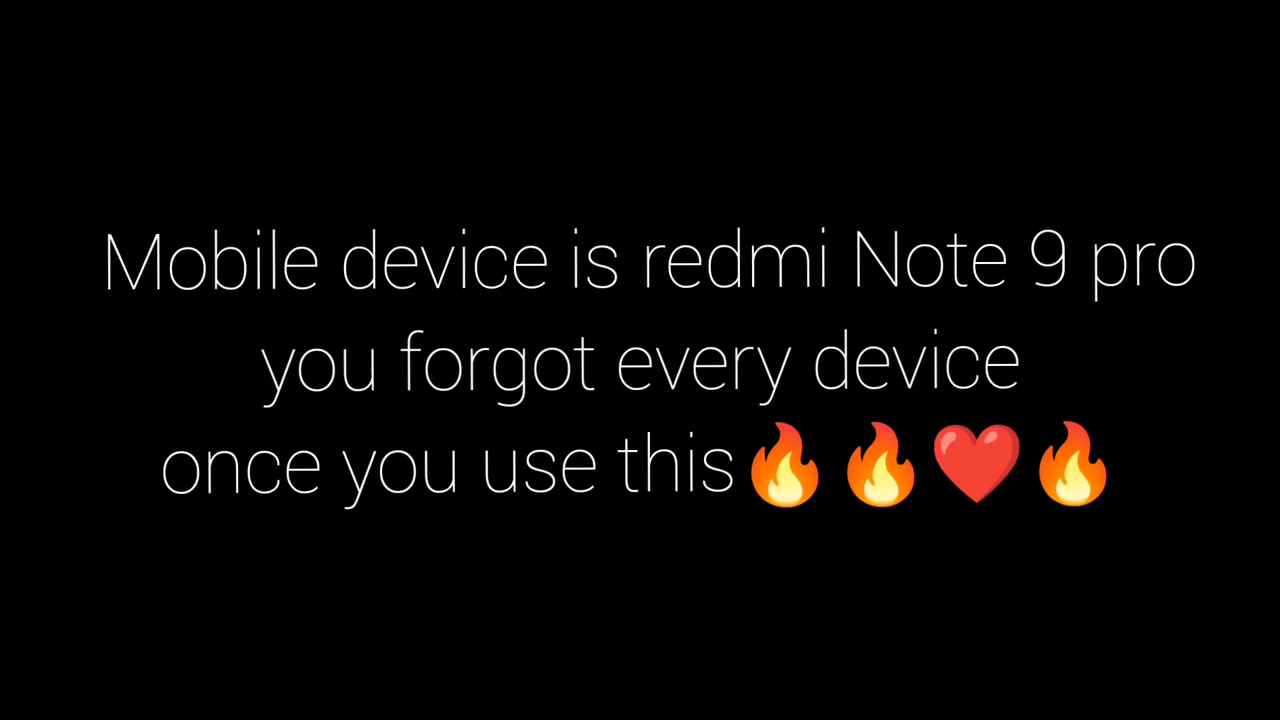 Mobile device is redmi Note 9 pro
you forgot every device
once you use this🔥🔥❤️🔥